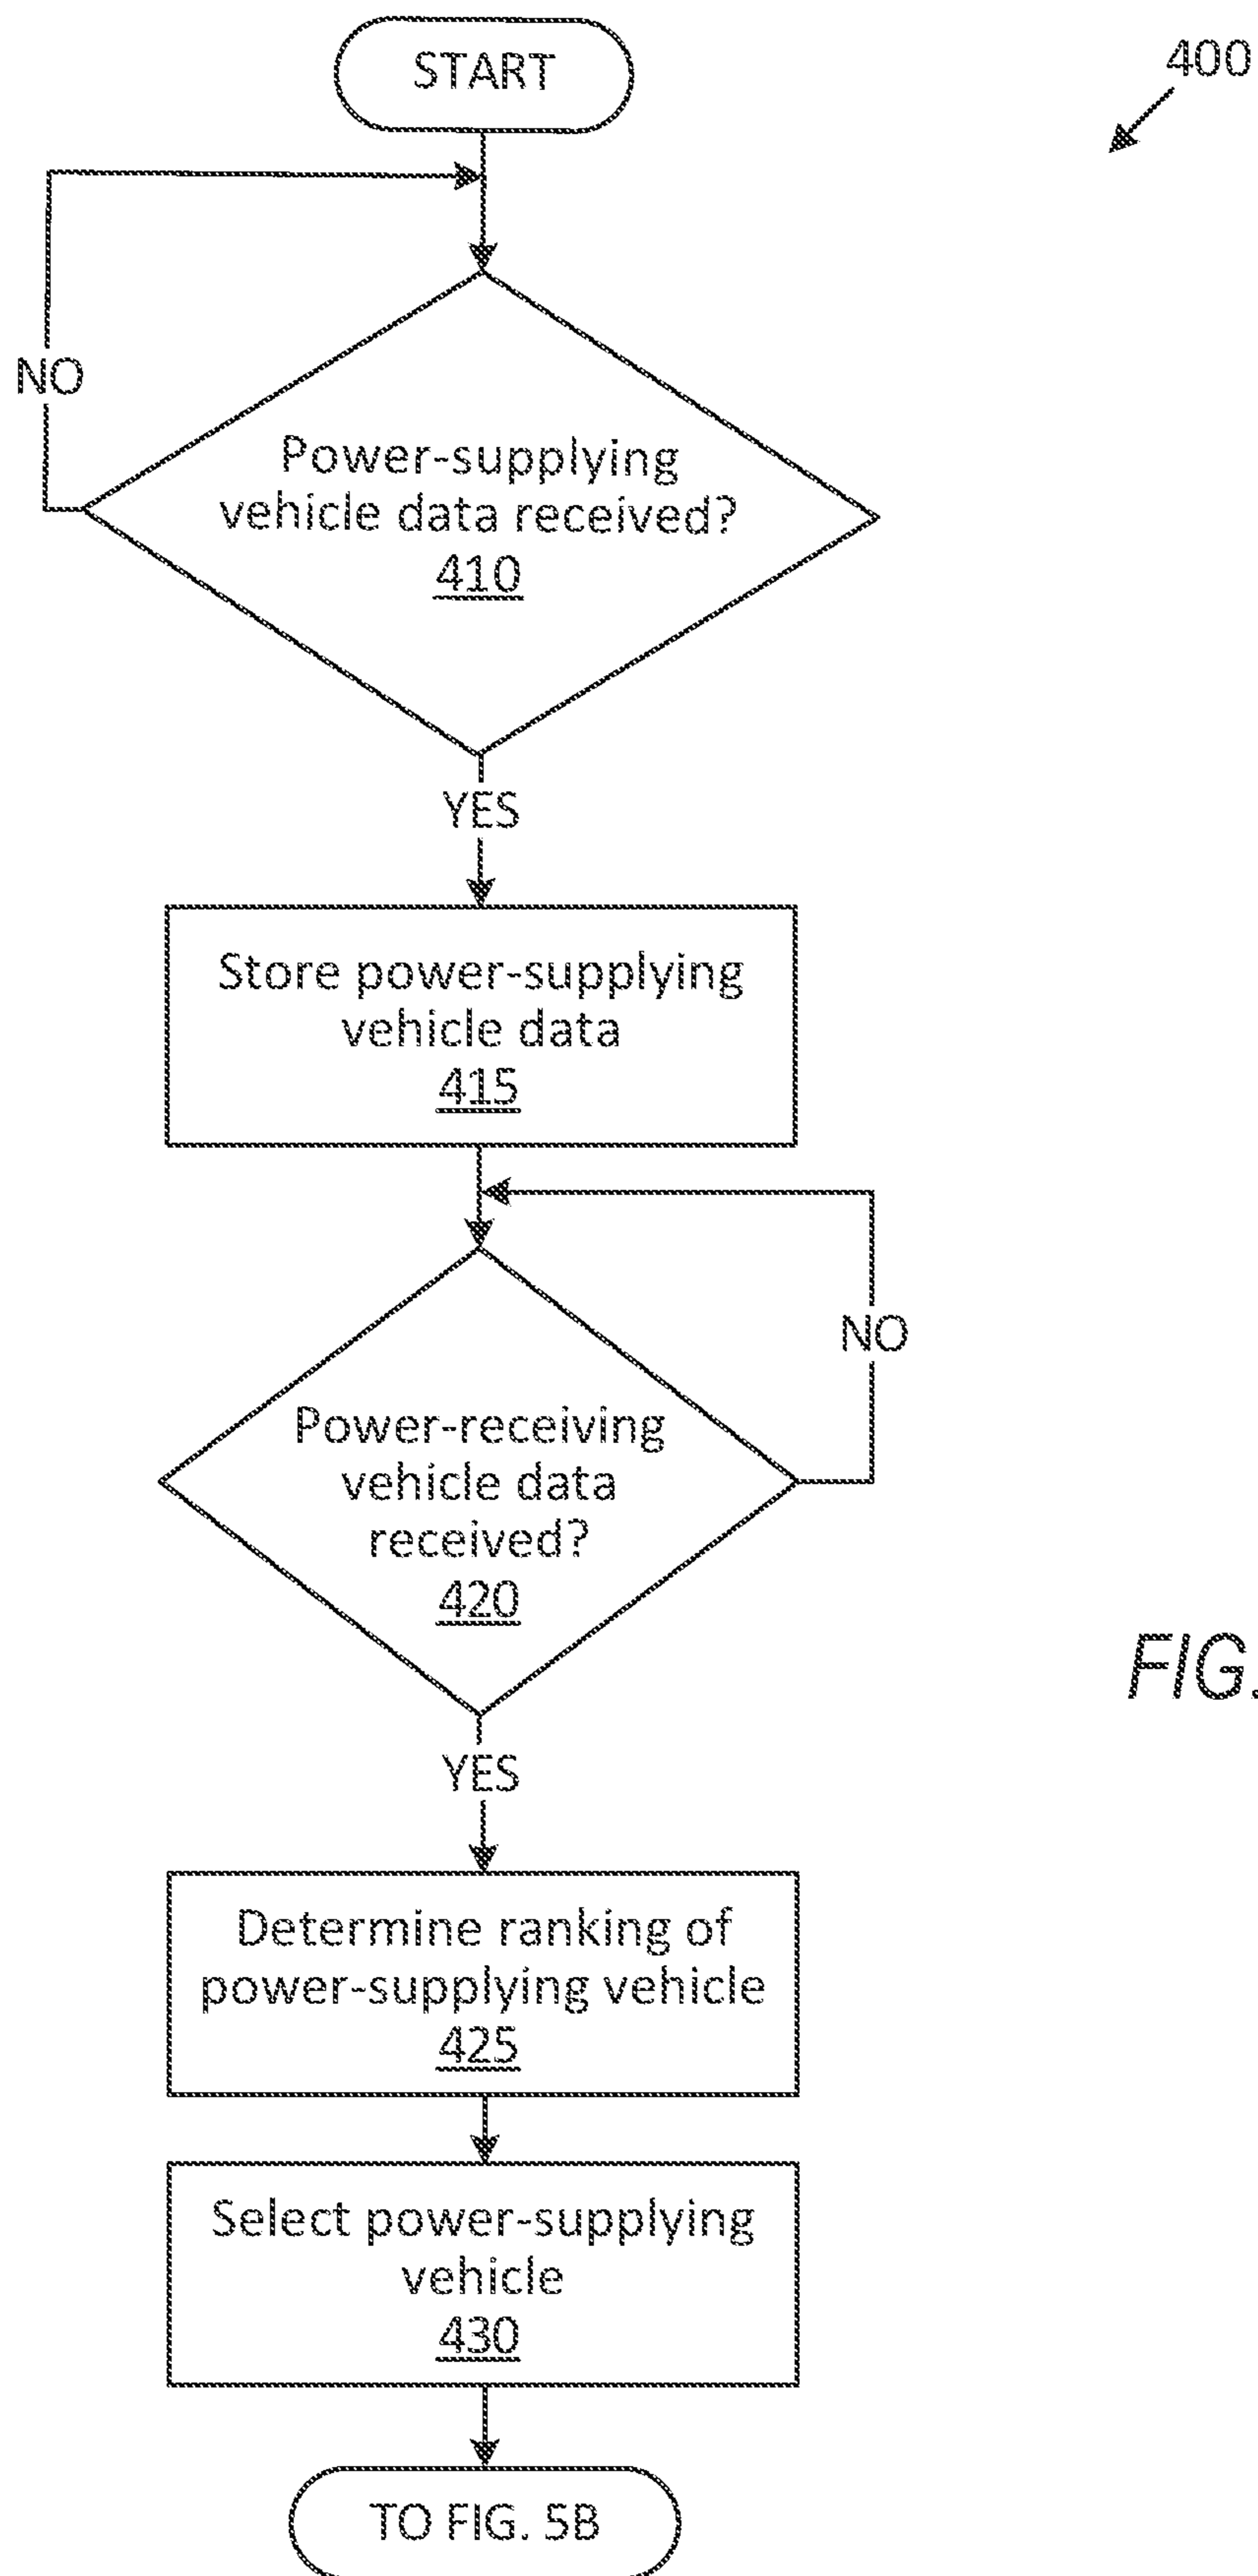 START
400
NO
Power-supplying
vehicle data received?
410
YES
Store power-supplying
vehicle data
415
NO
Power-receiving
vehicle data
received?
420
FIG.
YES
Determine ranking of
power-supplying vehicle
425
Select power-supplying
vehicle
430
TO FIG. 5B